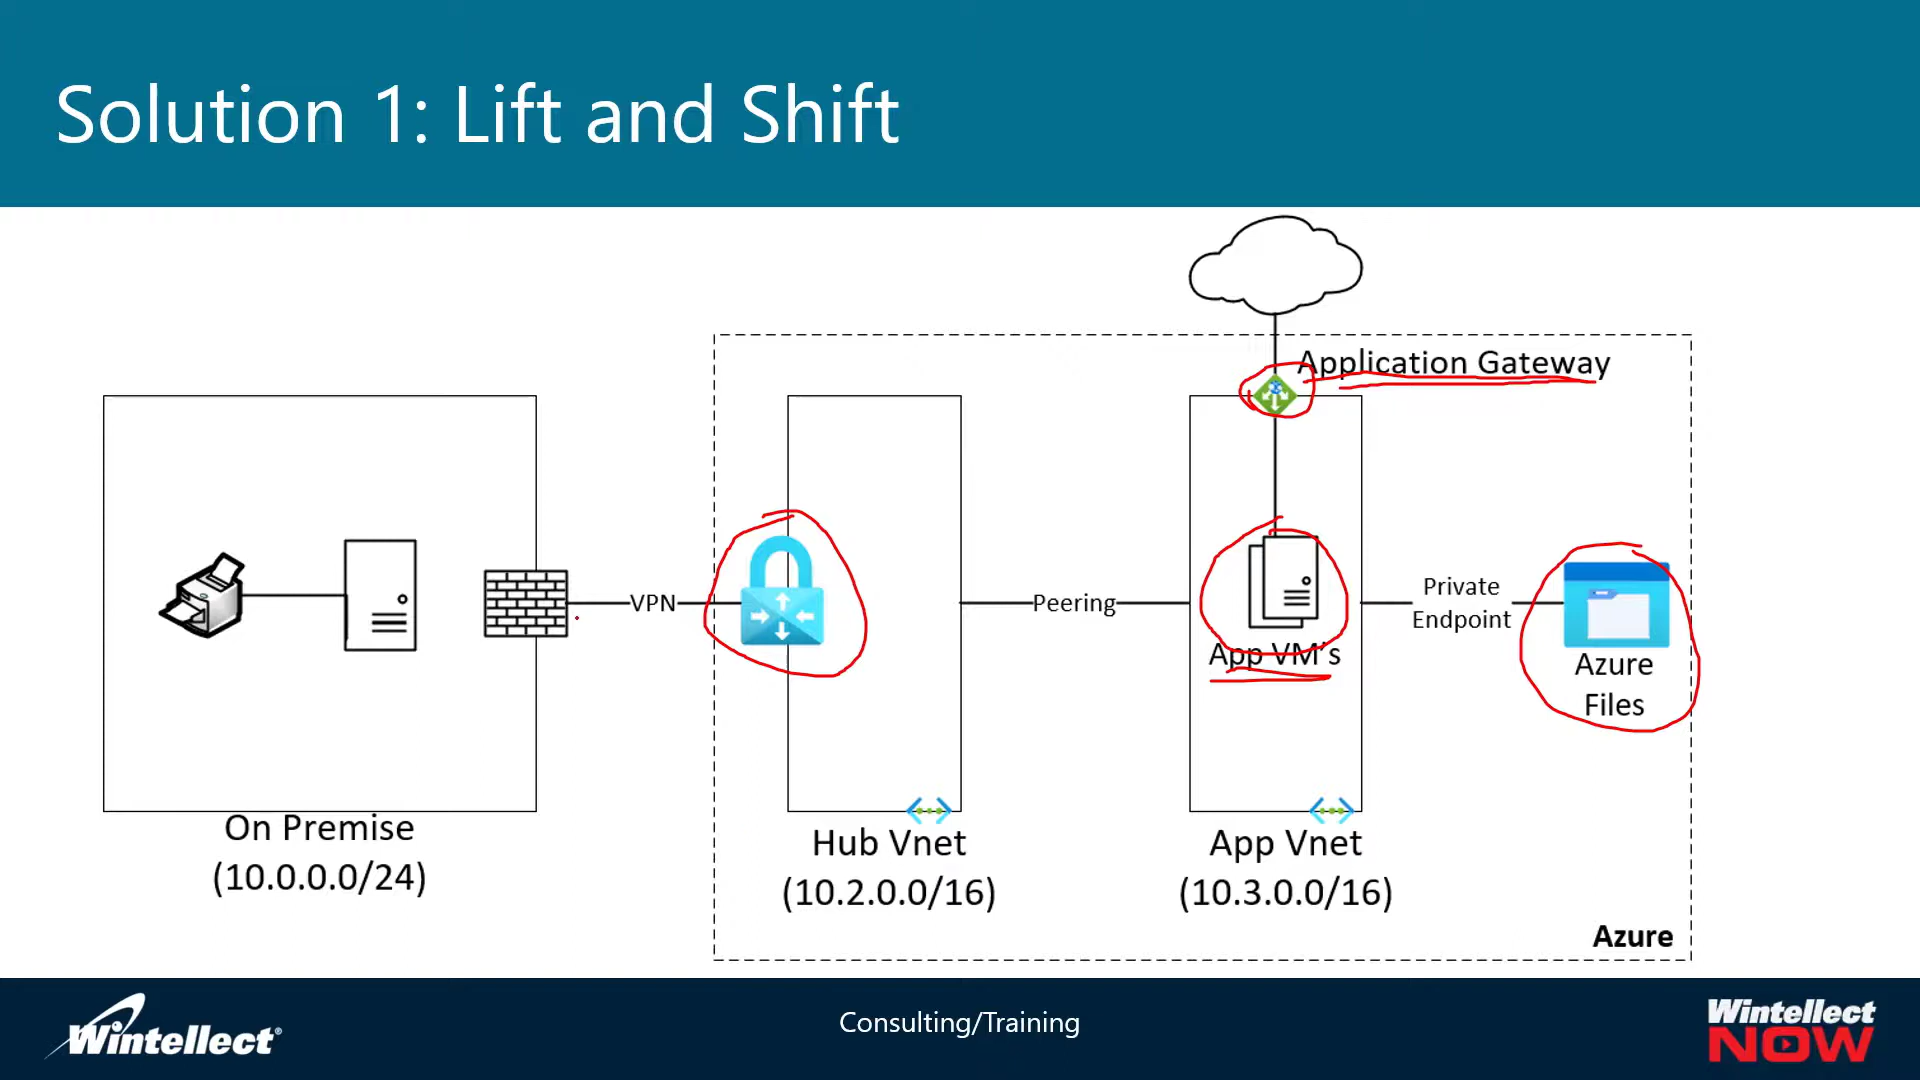 Solution 1: Lift and Shift
Application Gateway
VPN
Peering
Private
Endpoint
App VM's
Azure
Files
On Premise
(10.0.0.0/24)
Hub Vnet
(10.2.0.0/16)
App Vnet
(10.3.0.0/16)
Azure
Wintellect®
Consulting/Training
Wintellect
NOW